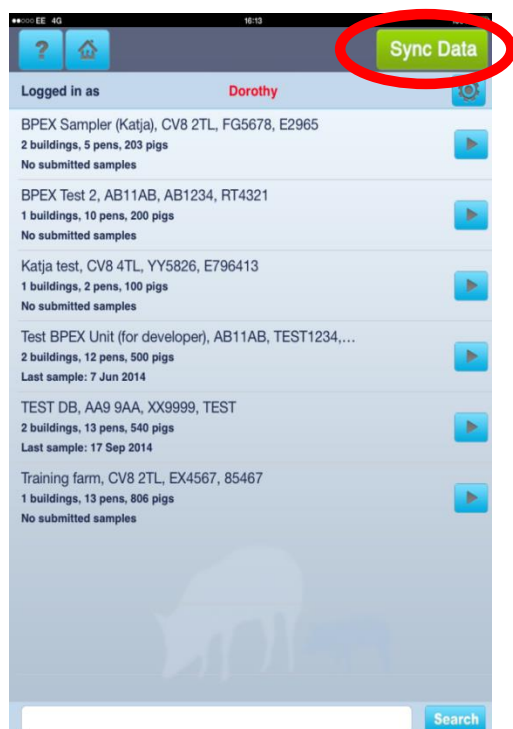 EE 4G 16:13
?
Sync Data
Logged in as Dorothy
BPEX Sampler (Katja), CV8 2TL, FG5678, E2965
2 buildings, 5 pens, 203 pigs
No submitted samples
BPEX Test 2, AB11AB, AB1234, RT4321
1 buildings, 10 pens, 200 pigs
No submitted samples
Katja test, CV8 4TL, YY5826, E796413
1 buildings, 2 pens, 100 pigs
No submitted samples
Test BPEX Unit (for developer), AB11AB, TEST1234,...
2 buildings, 12 pens, 500 pigs
Last sample: 7 Jun 2014
TEST DB, AA9 9AA, XX9999, TEST
2 buildings, 13 pens, 540 pigs
Last sample: 17 Sep 2014
Training farm, CV8 2TL, EX4567, 85467
1 buildings, 13 pens, 806 pigs
No submitted samples
Search